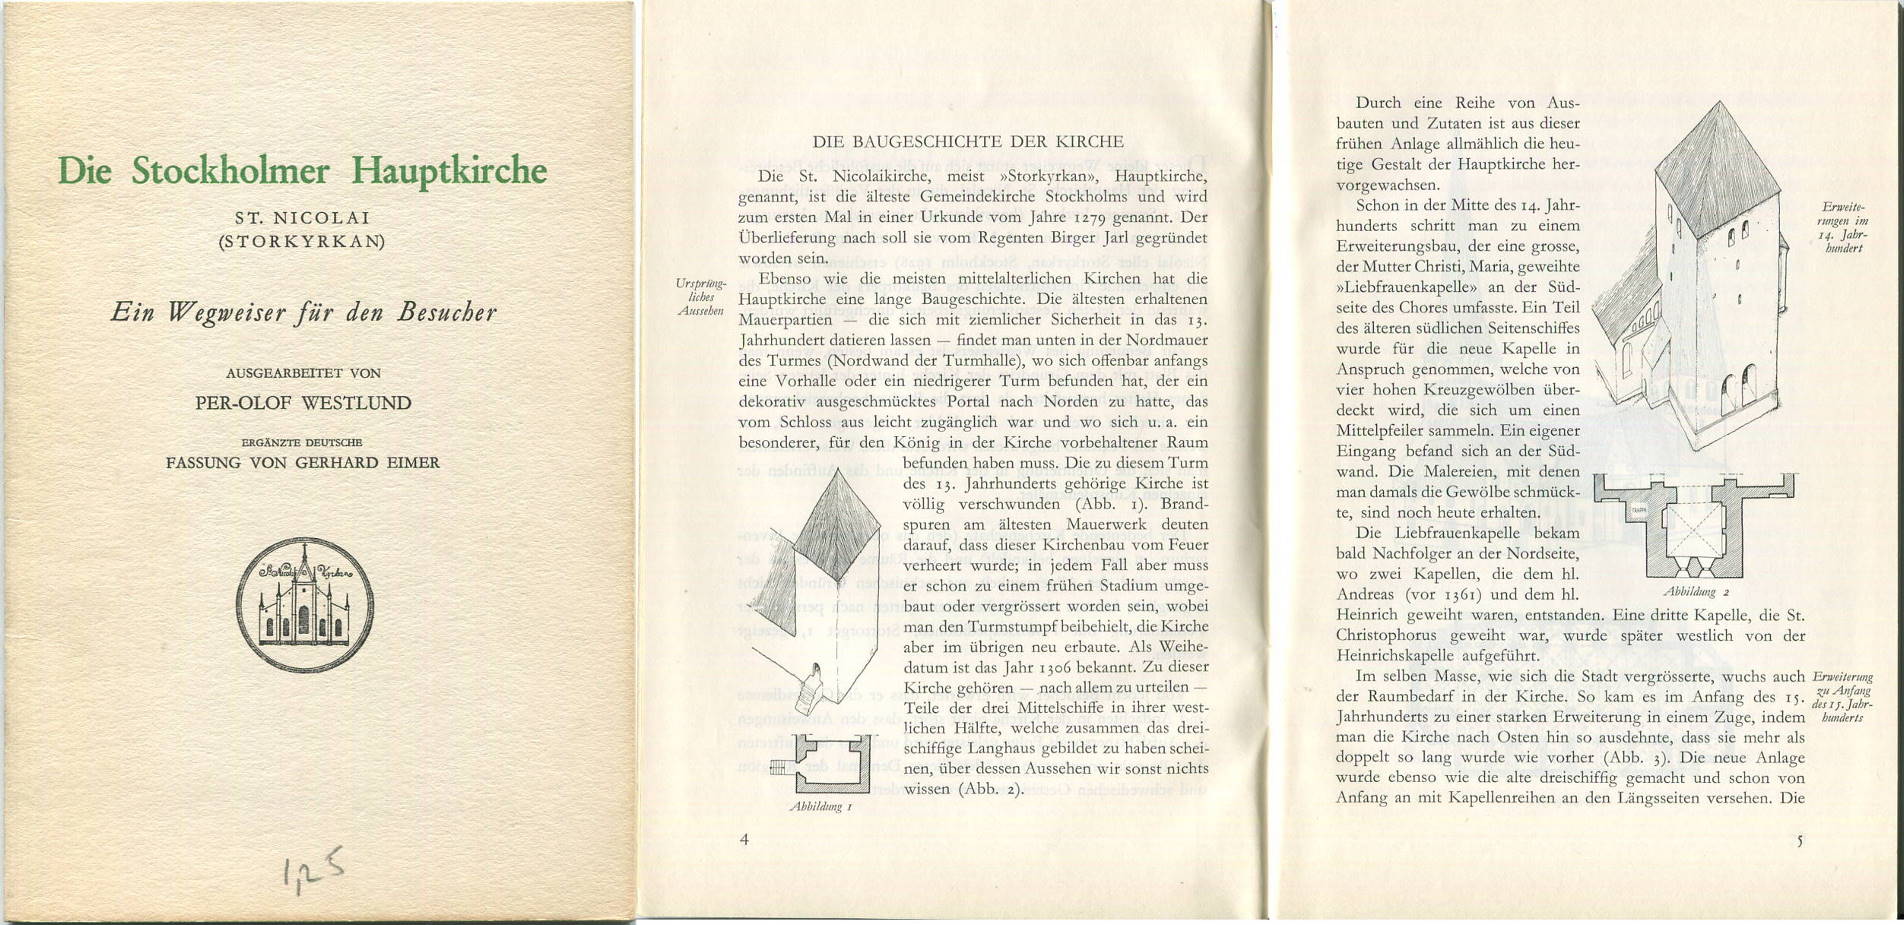 Die Stockholmer Hauptkirche
ST. NICOLAI
(STORKYRKAN)
Ein Wegweiser für den Besucher
AUSGEARBEITET VON
PER-OLOF WESTLUND
ERGÄNZTE DEUTSCHE
FASSUNG VON GERHARD EIMER
St Nicolai Kyrkan
1,25
DIE BAUGESCHICHTE DER KIRCHE
Die St. Nicolaikirche, meist »Storkyrkan», Hauptkirche,
genannt, ist die älteste Gemeindekirche Stockholms und wird
zum ersten Mal in einer Urkunde vom Jahre 1279 genannt. Der
Überlieferung nach soll sie vom Regenten Birger Jarl gegründet
worden sein.
Ursprüng-
liches
Aussehen
Ebenso wie die meisten mittelalterlichen Kirchen hat die
Hauptkirche eine lange Baugeschichte. Die ältesten erhaltenen
Mauerpartien — die sich mit ziemlicher Sicherheit in das 13.
Jahrhundert datieren lassen — findet man unten in der Nordmauer
des Turmes (Nordwand der Turmhalle), wo sich offenbar anfangs
eine Vorhalle oder ein niedrigerer Turm befunden hat, der ein
dekorativ ausgeschmücktes Portal nach Norden zu hatte, das
vom Schloss aus leicht zugänglich war und wo sich u. a. ein
besonderer, für den König in der Kirche vorbehaltener Raum
befunden haben muss. Die zu diesem Turm
des 13. Jahrhunderts gehörige Kirche ist
völlig verschwunden (Abb. 1). Brand-
spuren am ältesten Mauerwerk deuten
darauf, dass dieser Kirchenbau vom Feuer
verheert wurde; in jedem Fall aber muss
er schon zu einem frühen Stadium umge-
baut oder vergrössert worden sein, wobei
man den Turmstumpf beibehielt, die Kirche
aber im übrigen neu erbaute. Als Weihe-
datum ist das Jahr 1306 bekannt. Zu dieser
Kirche gehören — nach allem zu urteilen —
Teile der drei Mittelschiffe in ihrer west-
lichen Hälfte, welche zusammen das drei-
schiffige Langhaus gebildet zu haben schei-
nen, über dessen Aussehen wir sonst nichts
wissen (Abb. 2).
Abbildung 1
4
Durch eine Reihe von Aus-
bauten und Zutaten ist aus dieser
frühen Anlage allmählich die heu-
tige Gestalt der Hauptkirche her-
vorgewachsen.
Erweite-
rungen im
14. Jahr-
hundert
Schon in der Mitte des 14. Jahr-
hunderts schritt man zu einem
Erweiterungsbau, der eine grosse,
der Mutter Christi, Maria, geweihte
»Liebfrauenkapelle» an der Süd-
seite des Chores umfasste. Ein Teil
des älteren südlichen Seitenschiffes
wurde für die neue Kapelle in
Anspruch genommen, welche von
vier hohen Kreuzgewölben über-
deckt wird, die sich um einen
Mittelpfeiler sammeln. Ein eigener
Eingang befand sich an der Süd-
wand. Die Malereien, mit denen
man damals die Gewölbe schmück-
te, sind noch heute erhalten.
TRAPPA
Abbildung 2
Die Liebfrauenkapelle bekam
bald Nachfolger an der Nordseite,
wo zwei Kapellen, die dem hl.
Andreas (vor 1361) und dem hl.
Heinrich geweiht waren, entstanden. Eine dritte Kapelle, die St.
Christophorus geweiht war, wurde später westlich von der
Heinrichskapelle aufgeführt.
Im selben Masse, wie sich die Stadt vergrösserte, wuchs auch
der Raumbedarf in der Kirche. So kam es im Anfang des 15.
Jahrhunderts zu einer starken Erweiterung in einem Zuge, indem
man die Kirche nach Osten hin so ausdehnte, dass sie mehr als
doppelt so lang wurde wie vorher (Abb. 3). Die neue Anlage
wurde ebenso wie die alte dreischiffig gemacht und schon von
Anfang an mit Kapellenreihen an den Längsseiten versehen. Die
Erweiterung
zu Anfang
des 15. Jahr-
hunderts
5